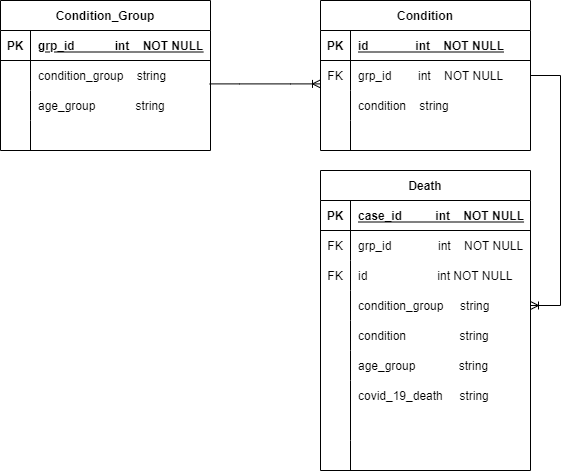 Condition_Group
PK grp_id int NOT NULL
condition_group string
age_group string
Condition
PK id int NOT NULL
FK grp_id int NOT NULL
condition string
Death
PK case_id int NOT NULL
FK grp_id int NOT NULL
FK id int NOT NULL
condition_group string
condition string
age_group string
covid_19_death string